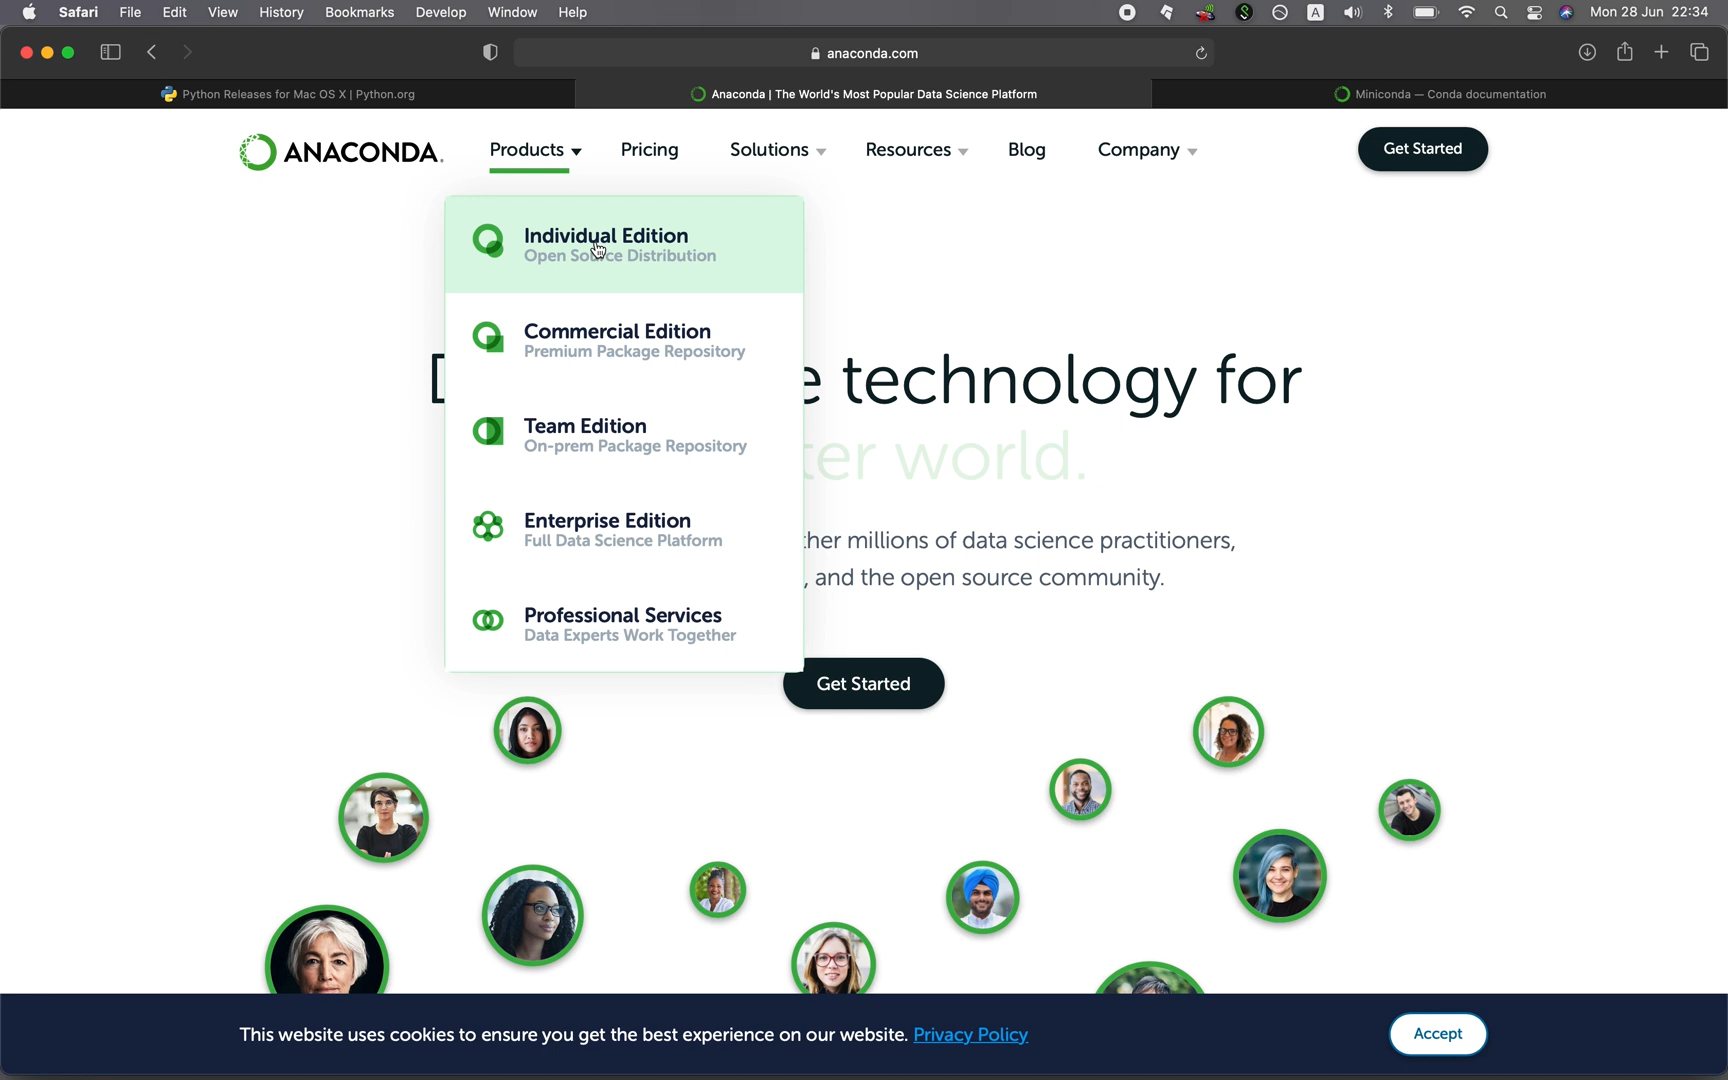 Safari File Edit View History Bookmarks Develop Window Help
A
Mon 28 Jun 22:34
anaconda.com
Python Releases for Mac OS X | Python.org
Anaconda | The World's Most Popular Data Science Platform
Miniconda — Conda documentation
ANACONDA.
Products
Pricing
Solutions
Resources
Blog
Company
Get Started
Individual Edition
Open Source Distribution
Commercial Edition
Premium Package Repository
Team Edition
On-prem Package Repository
Enterprise Edition
Full Data Science Platform
Professional Services
Data Experts Work Together
technology for
world.
millions of data science practitioners,
, and the open source community.
Get Started
This website uses cookies to ensure you get the best experience on our website. Privacy Policy
Accept